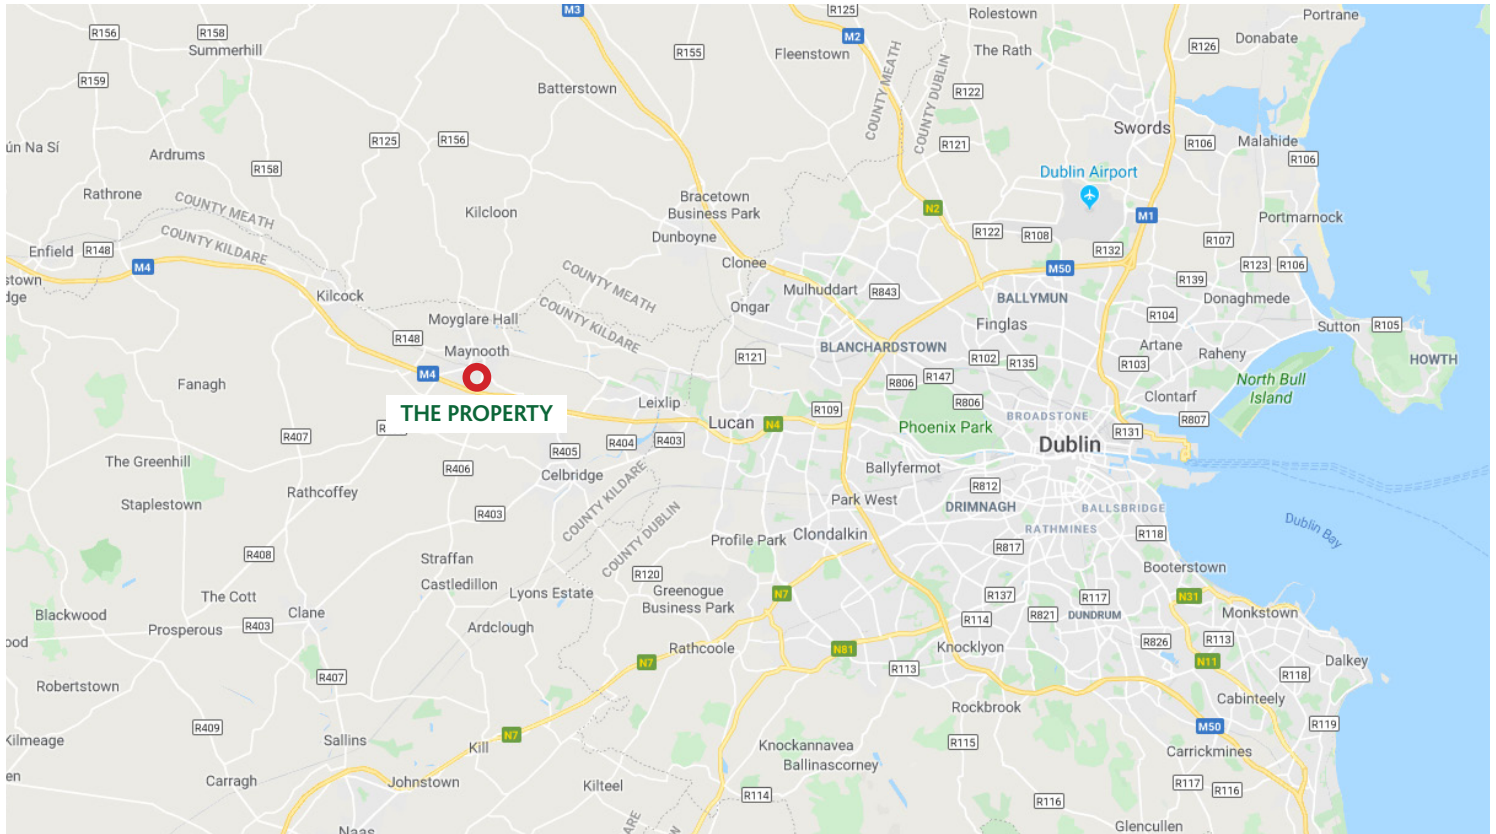 M3
R125
Rolestown
Portrane
R156
R158
Summerhill
M2
Donabate
R155
Fleenstown
The Rath
R126
R159
Batterstown
COUNTY MEATH
COUNTY DUBLIN
R122
Swords
R125
R156
R121
R106
Malahide
ún Na Sí
Ardrums
R158
R106
Dublin Airport
Rathrone
COUNTY MEATH
Bracetown
Business Park
Kilcloon
N2
M1
Portmarnock
COUNTY KILDARE
Dunboyne
R122
R108
R107
Enfield
R148
R132
M4
Clonee
M50
R123
R106
stown
dge
COUNTY MEATH
Mulhuddart
R843
R139
Kilcock
BALLYMUN
Donaghmede
COUNTY KILDARE
Ongar
Moyglare Hall
Finglas
R104
Sutton
R105
R148
Maynooth
R121
BLANCHARDSTOWN
R102
R135
Artane
R103
Raheny
HOWTH
M4
Fanagh
R806
R147
North Bull
Island
Leixlip
R109
R806
Clontarf
THE PROPERTY
Lucan
N4
Phoenix Park
BROADSTONE
R807
R407
R404
R403
Dublin
R131
R405
The Greenhill
R406
Celbridge
Ballyfermot
Staplestown
Rathcoffey
R812
COUNTY KILDARE
Park West
DRIMNAGH
BALLSBRIDGE
R403
COUNTY DUBLIN
RATHMINES
Dublin Bay
Profile Park
Clondalkin
R118
R408
Straffan
R817
Castledillon
R120
Booterstown
The Cott
Lyons Estate
Greenogue
Business Park
N7
R137
R117
N31
Blackwood
Clane
R114
R821
DUNDRUM
Monkstown
Prosperous
R403
Ardclough
ood
Rathcoole
N81
Knocklyon
R826
R113
N7
R113
N11
Dalkey
R407
R118
Robertstown
Cabinteely
Rockbrook
R409
N7
M50
R119
Kilmeage
Sallins
Kill
Knockannavea
R115
Carrickmines
Ballinascorney
en
Carragh
Johnstown
Kilteel
R114
R117
R116
R116
Naas
ARE
N
Glencullen